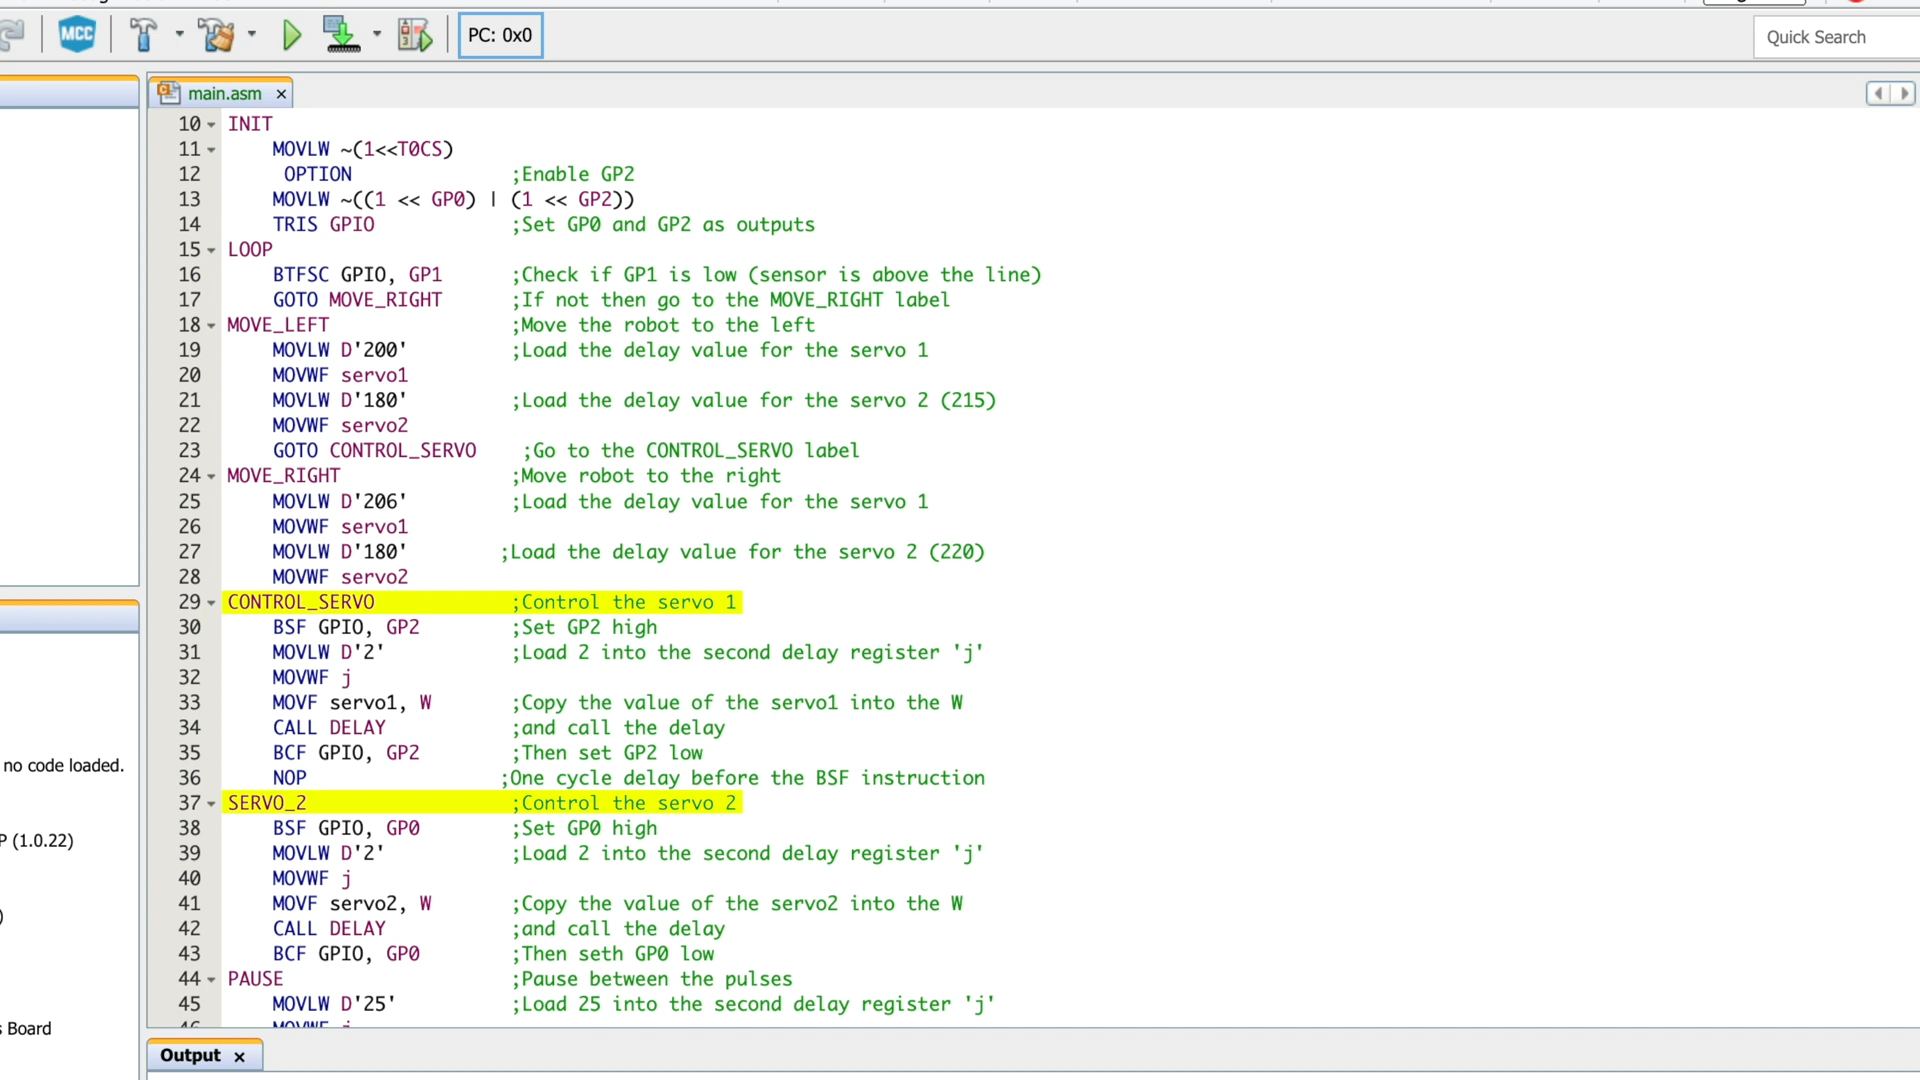 MCC
PC: 0x0
Quick Search
main.asm ×
10 INIT
11 MOVLW ~(1<<T0CS)
12 OPTION ;Enable GP2
13 MOVLW ~((1 << GP0) | (1 << GP2))
14 TRIS GPIO ;Set GP0 and GP2 as outputs
15 LOOP
16 BTFSC GPIO, GP1 ;Check if GP1 is low (sensor is above the line)
17 GOTO MOVE_RIGHT ;If not then go to the MOVE_RIGHT label
18 MOVE_LEFT ;Move the robot to the left
19 MOVLW D'200' ;Load the delay value for the servo 1
20 MOVWF servo1
21 MOVLW D'180' ;Load the delay value for the servo 2 (215)
22 MOVWF servo2
23 GOTO CONTROL_SERVO ;Go to the CONTROL_SERVO label
24 MOVE_RIGHT ;Move robot to the right
25 MOVLW D'206' ;Load the delay value for the servo 1
26 MOVWF servo1
27 MOVLW D'180' ;Load the delay value for the servo 2 (220)
28 MOVWF servo2
29 CONTROL_SERVO ;Control the servo 1
30 BSF GPIO, GP2 ;Set GP2 high
31 MOVLW D'2' ;Load 2 into the second delay register 'j'
32 MOVWF j
33 MOVF servo1, W ;Copy the value of the servo1 into the W
34 CALL DELAY ;and call the delay
35 BCF GPIO, GP2 ;Then set GP2 low
36 NOP ;One cycle delay before the BSF instruction
37 SERVO_2 ;Control the servo 2
38 BSF GPIO, GP0 ;Set GP0 high
39 MOVLW D'2' ;Load 2 into the second delay register 'j'
40 MOVWF j
41 MOVF servo2, W ;Copy the value of the servo2 into the W
42 CALL DELAY ;and call the delay
43 BCF GPIO, GP0 ;Then seth GP0 low
44 PAUSE ;Pause between the pulses
45 MOVLW D'25' ;Load 25 into the second delay register 'j'
46 MOVWF j
no code loaded.
P (1.0.22)
)
s Board
Output ×